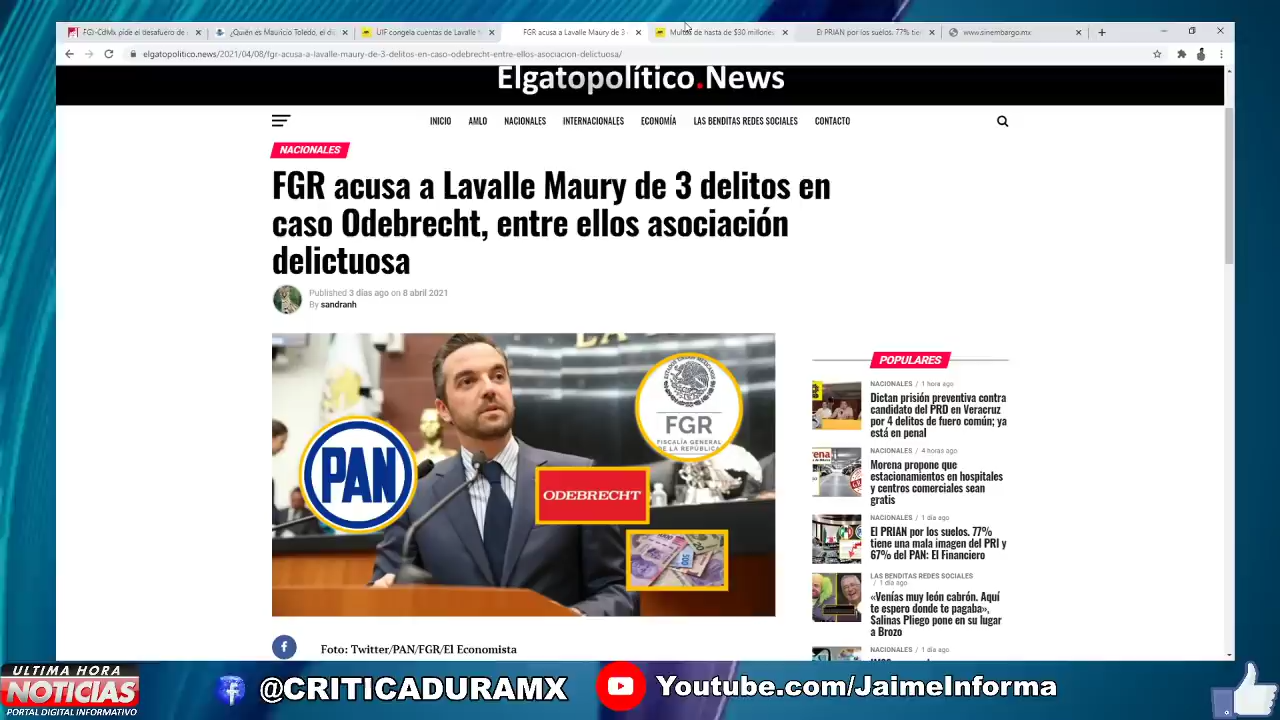 FGJ-CdMx pide el desafuero de
¿Quién es Mauricio Toledo, el di
UIF congela cuentas de Lavalle
FGR acusa a Lavalle Maury de 3
Multas de hasta de $30 millones
El PRIAN por los suelos. 77% tie
www.sinembargo.mx
elgatopolitico.news/2021/04/08/fgr-acusa-a-lavalle-maury-de-3-delitos-en-caso-odebrecht-entre-ellos-asociacion-delictuosa/
Elgatopolítico.News
INICIO AMLO NACIONALES INTERNACIONALES ECONOMÍA LAS BENDITAS REDES SOCIALES CONTACTO
NACIONALES
FGR acusa a Lavalle Maury de 3 delitos en
caso Odebrecht, entre ellos asociación
delictuosa
Published 3 días ago on 8 abril 2021
By sandranh
PAN
FGR
FISCALÍA GENERAL
DE LA REPÚBLICA
ODEBRECHT
Foto: Twitter/PAN/FGR/El Economista
POPULARES
NACIONALES / 1 hora ago
Dictan prisión preventiva contra
candidato del PRD en Veracruz
por 4 delitos de fuero común; ya
está en penal
NACIONALES / 4 horas ago
Morena propone que
estacionamientos en hospitales
y centros comerciales sean
gratis
NACIONALES / 1 día ago
El PRIAN por los suelos. 77%
tiene una mala imagen del PRI y
67% del PAN: El Financiero
LAS BENDITAS REDES SOCIALES
/ 1 día ago
«Venías muy león cabrón. Aquí
te espero donde te pagaba»,
Salinas Pliego pone en su lugar
a Brozo
NACIONALES / 1 día ago
ULTIMA HORA
NOTICIAS
PORTAL DIGITAL INFORMATIVO
@CRITICADURAMX
Youtube.com/JaimeInforma